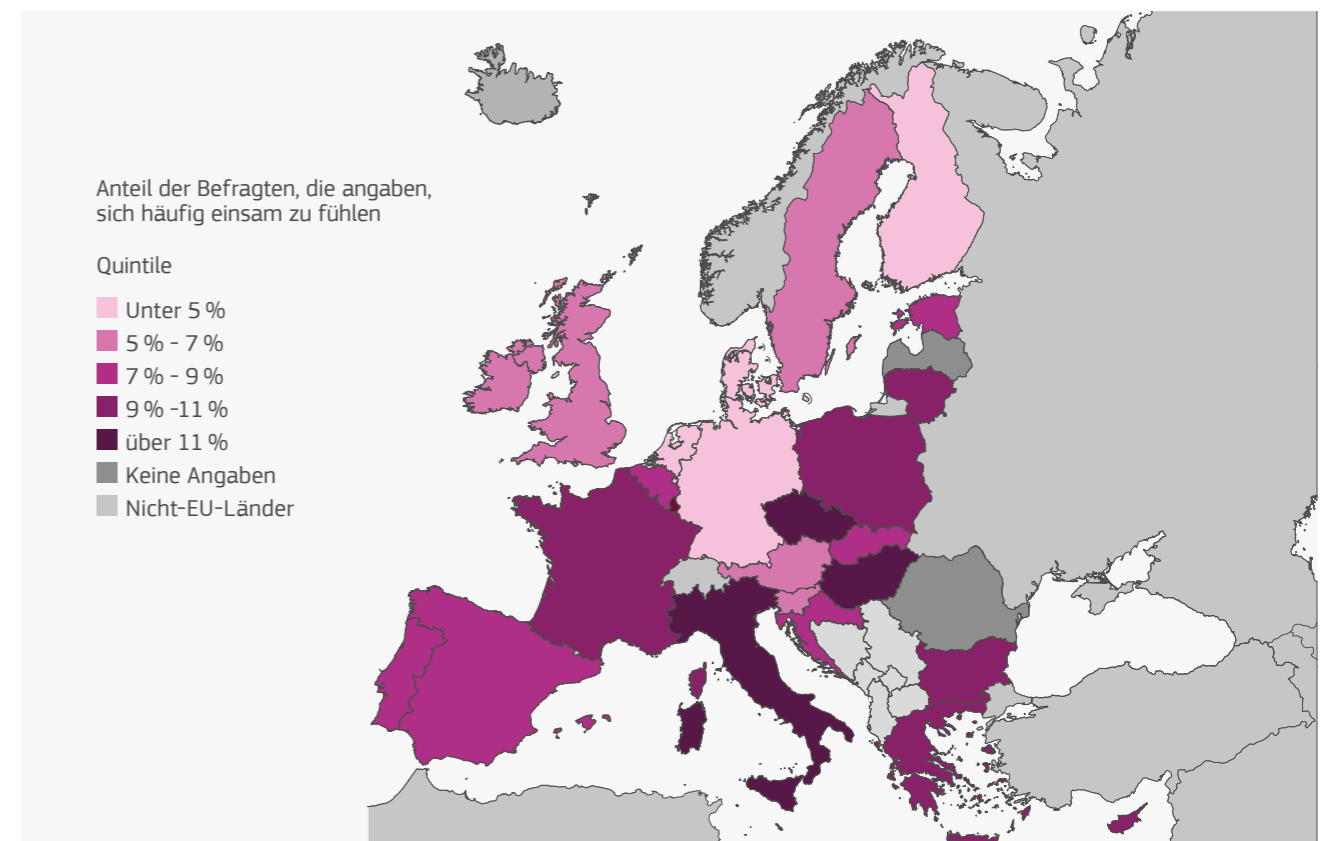 Anteil der Befragten, die angaben,
sich häufig einsam zu fühlen
Quintile
Unter 5 %
5 % - 7 %
7 % - 9 %
9 % -11 %
über 11 %
Keine Angaben
Nicht-EU-Länder